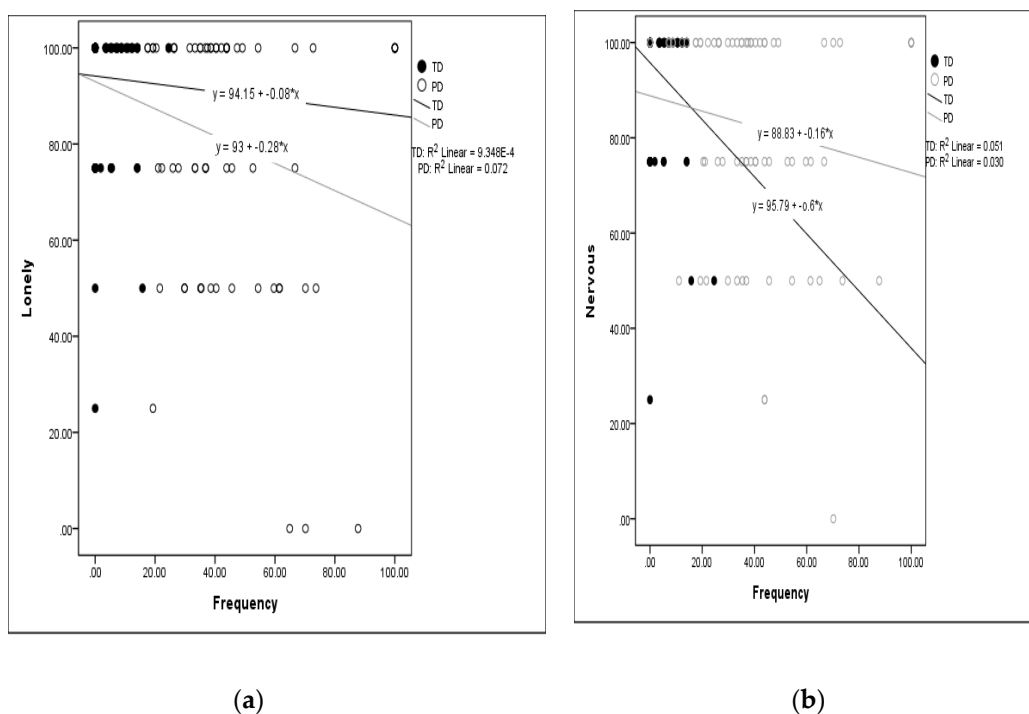 100.00
80.00
60.00
40.00
20.00
.00
Lonely
.00 20.00 40.00 60.00 80.00 100.00
Frequency
y = 94.15 + -0.08*x
y = 93 + -0.28*x
TD
PD
TD
PD
TD: R² Linear = 9.348E-4
PD: R² Linear = 0.072
(a)
100.00
80.00
60.00
40.00
20.00
.00
Nervous
.00 20.00 40.00 60.00 80.00 100.00
Frequency
y = 88.83 + -0.16*x
y = 95.79 + -0.6*x
TD
PD
TD
PD
TD: R² Linear = 0.051
PD: R² Linear = 0.030
(b)